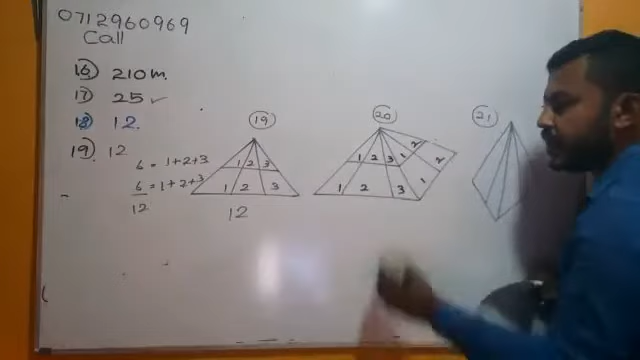 0712960969
Call
16) 210m.
17) 25 ✓
18) 12.
19) 12
6 = 1+2+3
6 = 1+2+3
12
19
1 2 3
1 2 3
12
20
1 2 3 1 2
1 2 3 1 2
21